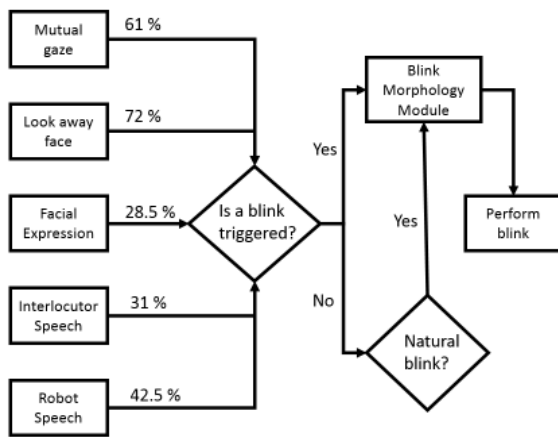 Mutual
gaze
61 %
Look away
face
72 %
Facial
Expression
28.5 %
Interlocutor
Speech
31 %
Robot
Speech
42.5 %
Is a blink
triggered?
Yes
No
Blink
Morphology
Module
Yes
Natural
blink?
Perform
blink